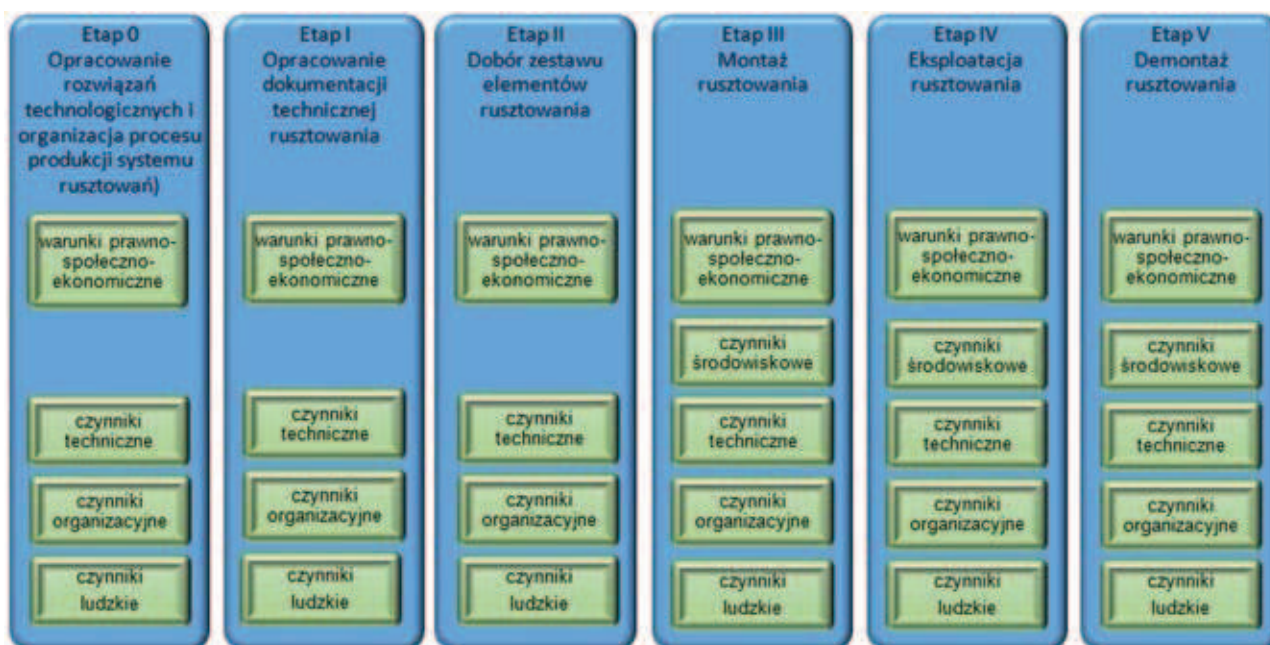 Etap 0
Opracowanie
rozwiązań
technologicznych i
organizacja procesu
produkcji systemu
rusztowań)
warunki prawno-
społeczno-
ekonomiczne
czynniki
techniczne
czynniki
organizacyjne
czynniki
ludzkie
Etap I
Opracowanie
dokumentacji
technicznej
rusztowania
warunki prawno-
społeczno-
ekonomiczne
czynniki
techniczne
czynniki
organizacyjne
czynniki
ludzkie
Etap II
Dobór zestawu
elementów
rusztowania
warunki prawno-
społeczno-
ekonomiczne
czynniki
techniczne
czynniki
organizacyjne
czynniki
ludzkie
Etap III
Montaż
rusztowania
warunki prawno-
społeczno-
ekonomiczne
czynniki
środowiskowe
czynniki
techniczne
czynniki
organizacyjne
czynniki
ludzkie
Etap IV
Eksploatacja
rusztowania
warunki prawno-
społeczno-
ekonomiczne
czynniki
środowiskowe
czynniki
techniczne
czynniki
organizacyjne
czynniki
ludzkie
Etap V
Demontaż
rusztowania
warunki prawno-
społeczno-
ekonomiczne
czynniki
środowiskowe
czynniki
techniczne
czynniki
organizacyjne
czynniki
ludzkie